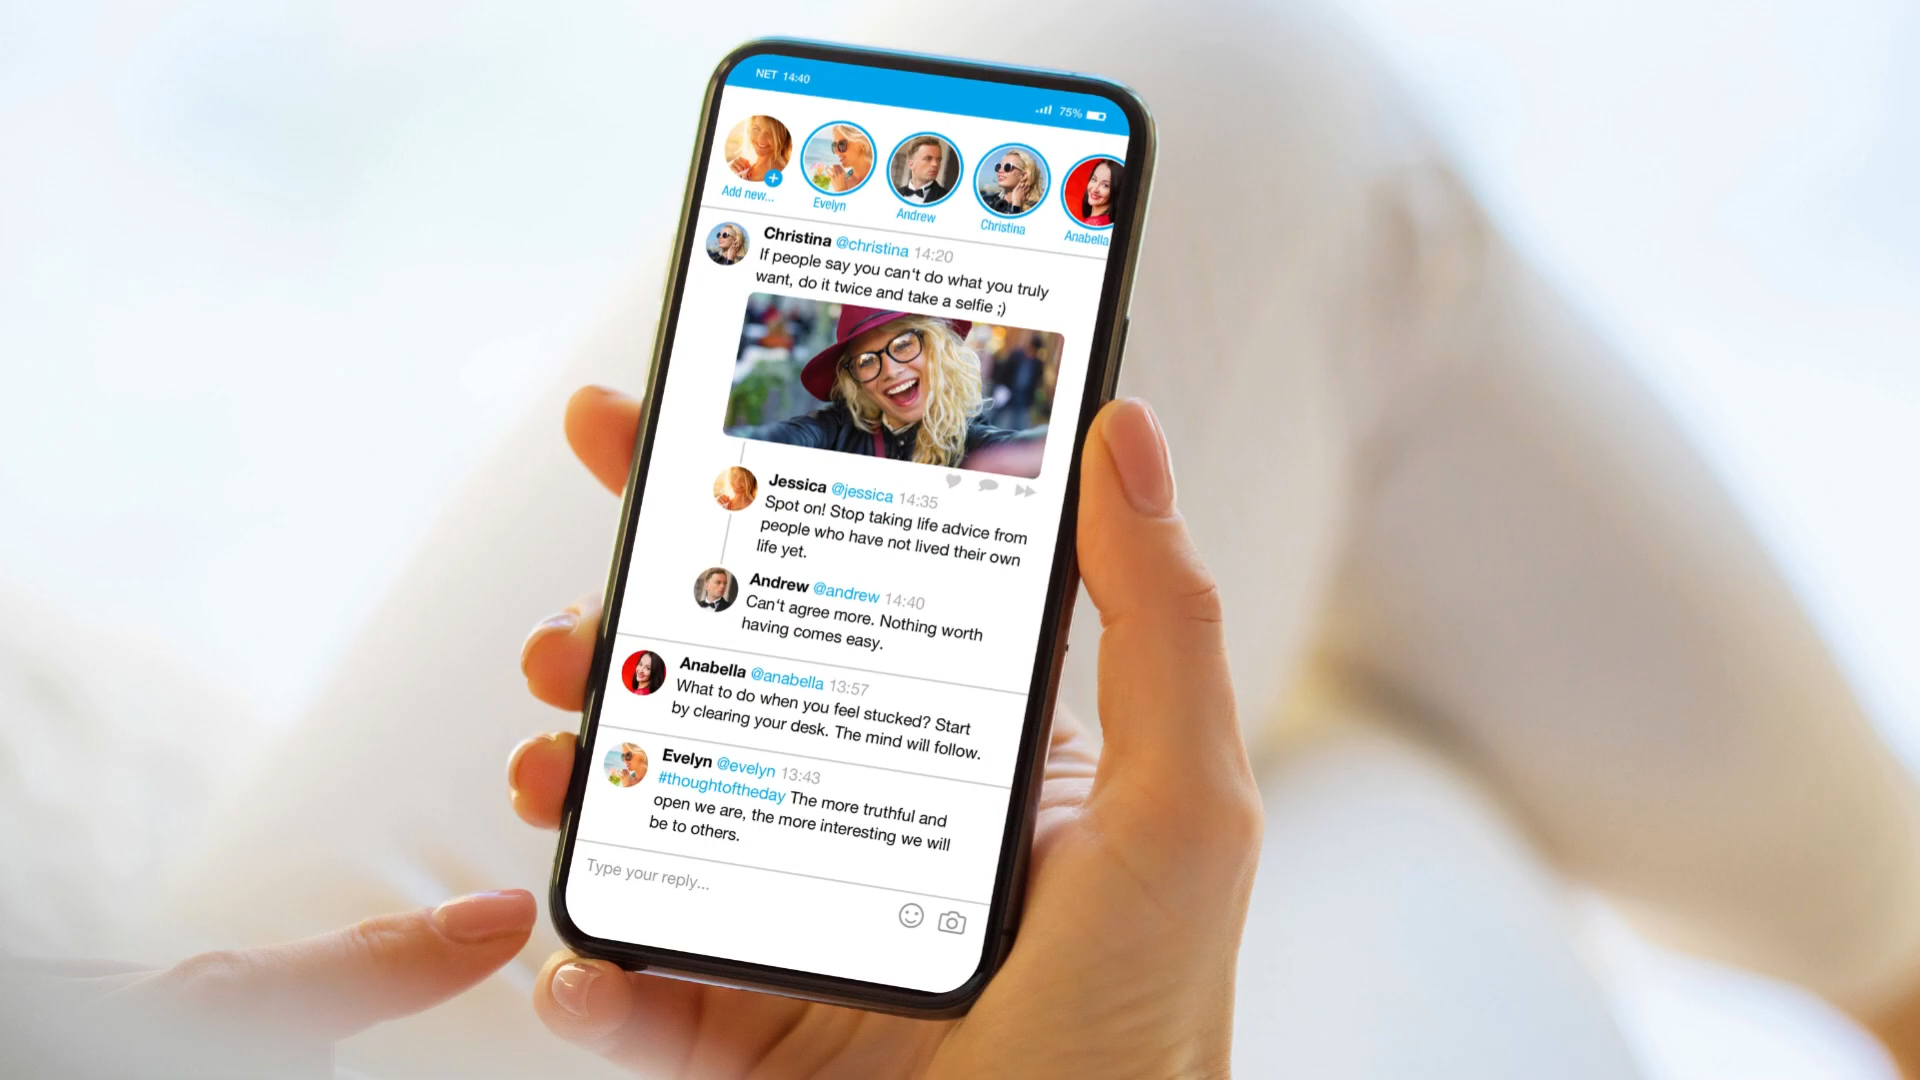 NET 14:40
75%
Add new...
Evelyn
Andrew
Christina
Anabella
Christina @christina 14:20
If people say you can't do what you truly
want, do it twice and take a selfie ;)
Jessica @jessica 14:35
Spot on! Stop taking life advice from
people who have not lived their own
life yet.
Andrew @andrew 14:40
Can't agree more. Nothing worth
having comes easy.
Anabella @anabella 13:57
What to do when you feel stucked? Start
by clearing your desk. The mind will follow.
Evelyn @evelyn 13:43
#thoughtoftheday The more truthful and
open we are, the more interesting we will
be to others.
Type your reply...